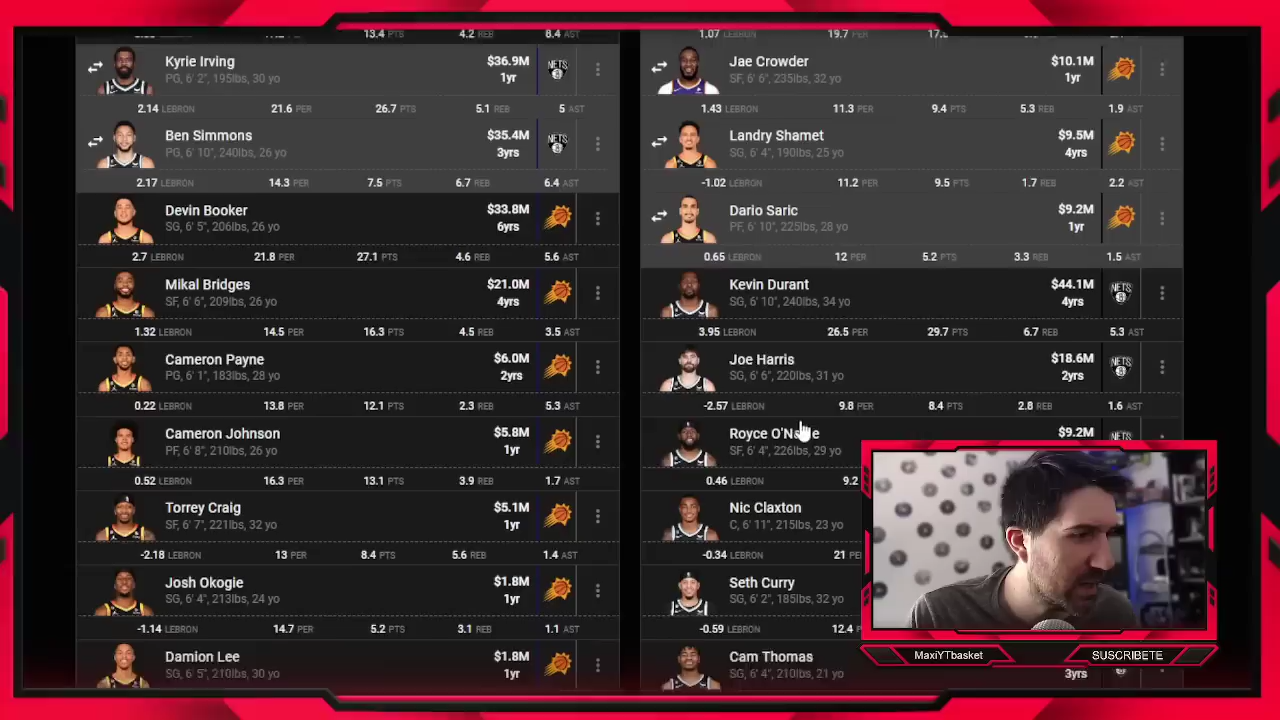 13.4 PTS 4.2 REB 8.4 AST
Kyrie Irving $36.9M
PG, 6' 2", 195lbs, 30 yo 1yr NETS
2.14 LEBRON 21.6 PER 26.7 PTS 5.1 REB 5 AST
Ben Simmons $35.4M
PG, 6' 10", 240lbs, 26 yo 3yrs NETS
2.17 LEBRON 14.3 PER 7.5 PTS 6.7 REB 6.4 AST
Devin Booker $33.8M
SG, 6' 5", 206lbs, 26 yo 6yrs
2.7 LEBRON 21.8 PER 27.1 PTS 4.6 REB 5.6 AST
Mikal Bridges $21.0M
SF, 6' 6", 209lbs, 26 yo 4yrs
1.32 LEBRON 14.5 PER 16.3 PTS 4.5 REB 3.5 AST
Cameron Payne $6.0M
PG, 6' 1", 183lbs, 28 yo 2yrs
0.22 LEBRON 13.8 PER 12.1 PTS 2.3 REB 5.3 AST
Cameron Johnson $5.8M
PF, 6' 8", 210lbs, 26 yo 1yr
0.52 LEBRON 16.3 PER 13.1 PTS 3.9 REB 1.7 AST
Torrey Craig $5.1M
SF, 6' 7", 221lbs, 32 yo 1yr
-2.18 LEBRON 13 PER 8.4 PTS 5.6 REB 1.4 AST
Josh Okogie $1.8M
SG, 6' 4", 213lbs, 24 yo 1yr
-1.14 LEBRON 14.7 PER 5.2 PTS 3.1 REB 1.1 AST
Damion Lee $1.8M
SG, 6' 5", 210lbs, 30 yo 1yr
1.07 LEBRON 19.7 PER
Jae Crowder $10.1M
SF, 6' 6", 235lbs, 32 yo 1yr
1.43 LEBRON 11.3 PER 9.4 PTS 5.3 REB 1.9 AST
Landry Shamet $9.5M
SG, 6' 4", 190lbs, 25 yo 4yrs
-1.02 LEBRON 11.2 PER 9.5 PTS 1.7 REB 2.2 AST
Dario Saric $9.2M
PF, 6' 10", 225lbs, 28 yo 1yr
0.65 LEBRON 12 PER 5.2 PTS 3.3 REB 1.5 AST
Kevin Durant $44.1M
SG, 6' 10", 240lbs, 34 yo 4yrs NETS
3.95 LEBRON 26.5 PER 29.7 PTS 6.7 REB 5.3 AST
Joe Harris $18.6M
SG, 6' 6", 220lbs, 31 yo 2yrs NETS
-2.57 LEBRON 9.8 PER 8.4 PTS 2.8 REB 1.6 AST
Royce $9.2M
SF, 6' 4", 226lbs, 29 yo NETS
0.46 LEBRON 9.2
Nic Claxton
C, 6' 11", 215lbs, 23 yo
-0.34 LEBRON 21 PE
Seth Curry
SG, 6' 2", 185lbs, 32 yo
-0.59 LEBRON 12.4 P
Cam Thomas
SG, 6' 4", 210lbs, 21 yo 3yrs
MaxiYTbasket SUSCRIBETE